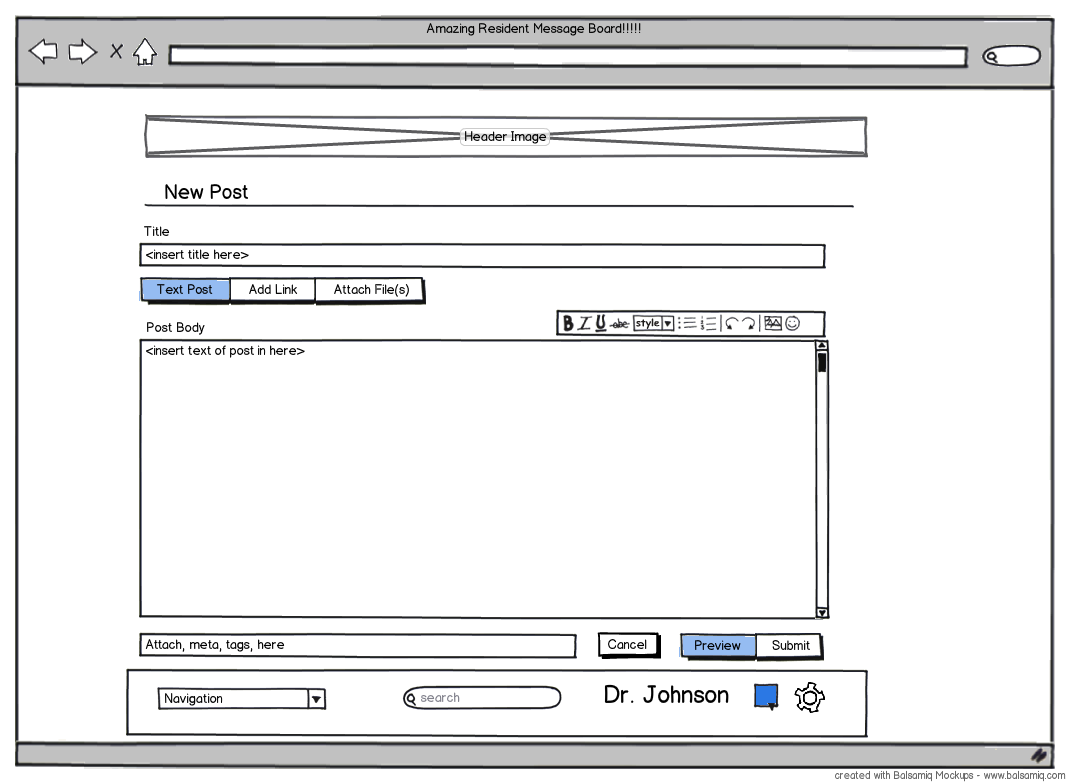 Amazing Resident Message Board!!!!!
Header Image
New Post
Title
<insert title here>
Text Post Add Link Attach File(s)
Post Body B I U abc style
<insert text of post in here>
Attach, meta, tags, here Cancel Preview Submit
Navigation search Dr. Johnson
created with Balsamiq Mockups - www.balsamiq.com